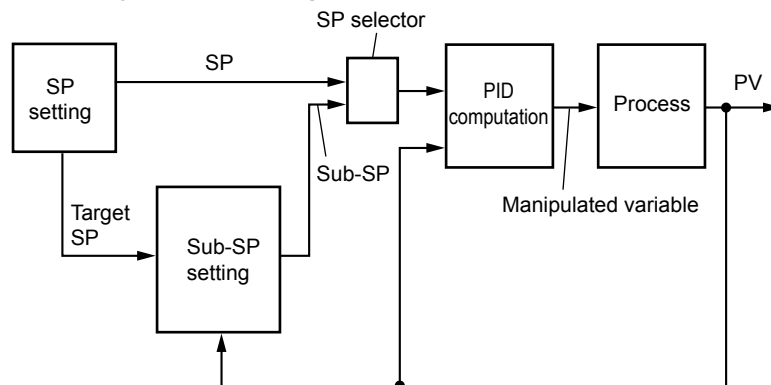 SP selector
SP
setting
SP
PID
computation
Process
PV
Sub-SP
Manipulated variable
Target
SP
Sub-SP
setting